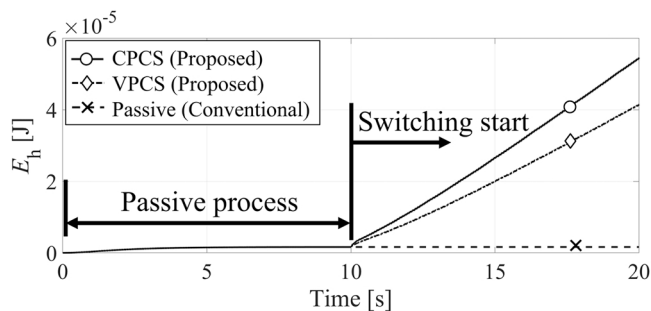 ×10⁻⁵
6
CPCS (Proposed)
VPCS (Proposed)
Passive (Conventional)
4
Switching start
E_h [J]
2
Passive process
0
0 5 10 15 20
Time [s]